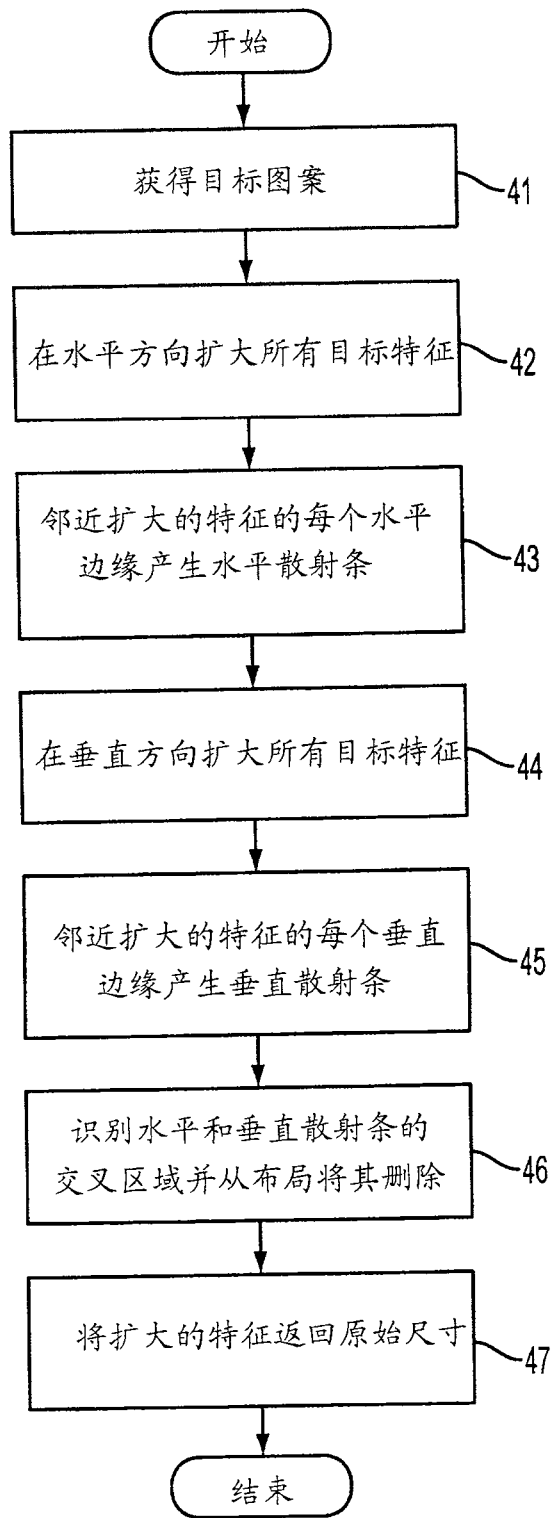 开始
获得目标图案
41
在水平方向扩大所有目标特征
42
邻近扩大的特征的每个水平
边缘产生水平散射条
43
在垂直方向扩大所有目标特征
44
邻近扩大的特征的每个垂直
边缘产生垂直散射条
45
识别水平和垂直散射条的
交叉区域并从布局将其删除
46
将扩大的特征返回原始尺寸
47
结束